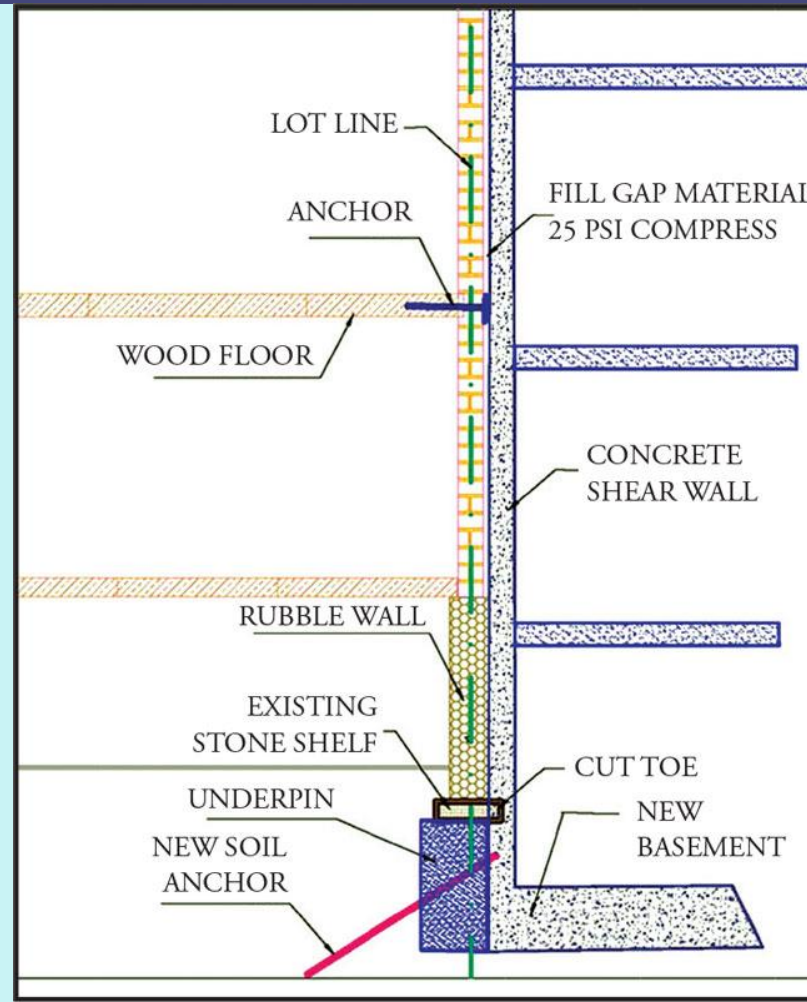 LOT LINE
ANCHOR
FILL GAP MATERIAL
25 PSI COMPRESS
WOOD FLOOR
CONCRETE
SHEAR WALL
RUBBLE WALL
EXISTING
STONE SHELF
CUT TOE
UNDERPIN
NEW
BASEMENT
NEW SOIL
ANCHOR